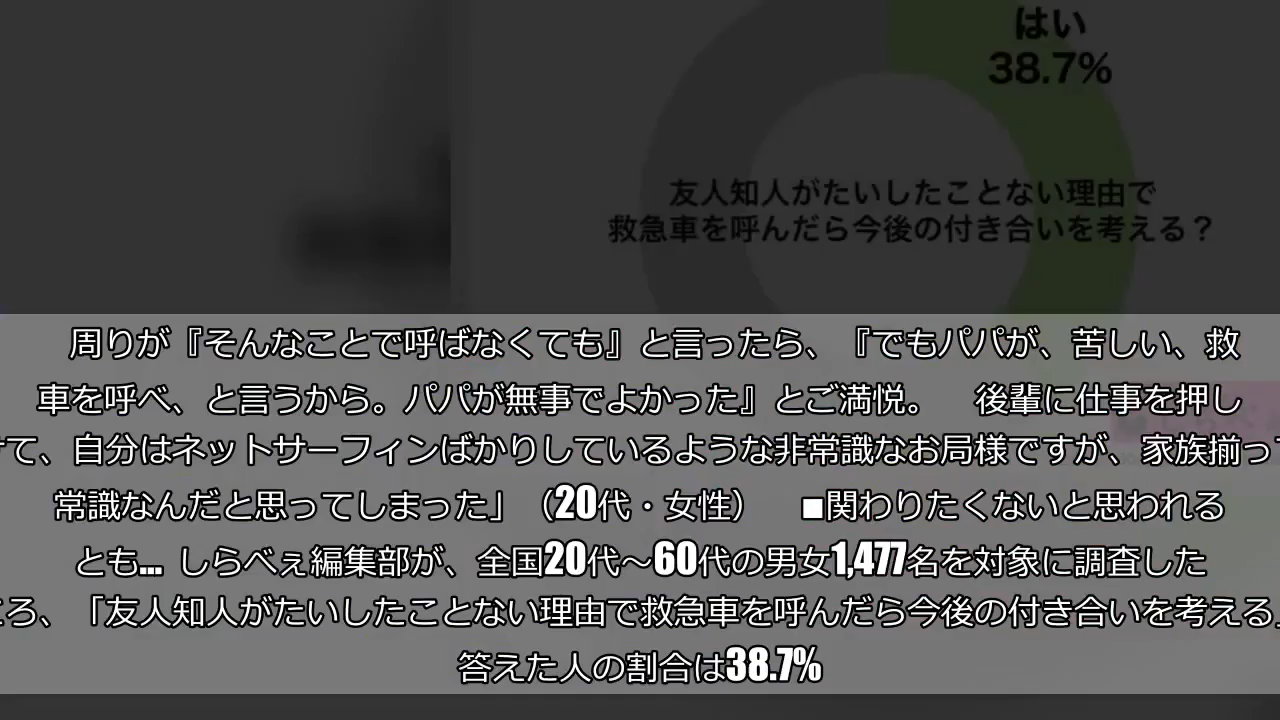 はい
38.7%
友人知人がたいしたことない理由で
救急車を呼んだら今後の付き合いを考える?
周りが『そんなことで呼ばなくても』と言ったら、『でもパパが、苦しい、救
車を呼べ、と言うから。パパが無事でよかった』とご満悦。 後輩に仕事を押し
て、自分はネットサーフィンばかりしているような非常識なお局様ですが、家族揃っ
常識なんだと思ってしまった」(20代・女性) ■関わりたくないと思われる
とも… しらべぇ編集部が、全国20代~60代の男女1,477名を対象に調査した
ろ、「友人知人がたいしたことない理由で救急車を呼んだら今後の付き合いを考える」
答えた人の割合は38.7%